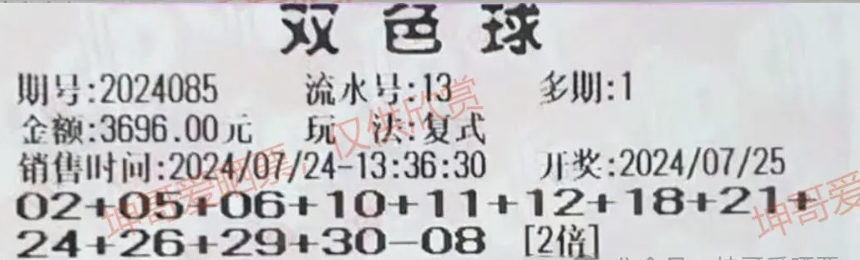 双色球
期号:2024085 流水号:13 多期:1
金额:3696.00元 玩 法:复式
销售时间:2024/07/24-13:36:30 开奖:2024/07/25
02+05+06+10+11+12+18+21+
24+26+29+30-08 [2倍]
坤哥爱晒票,仅供欣赏
坤哥爱